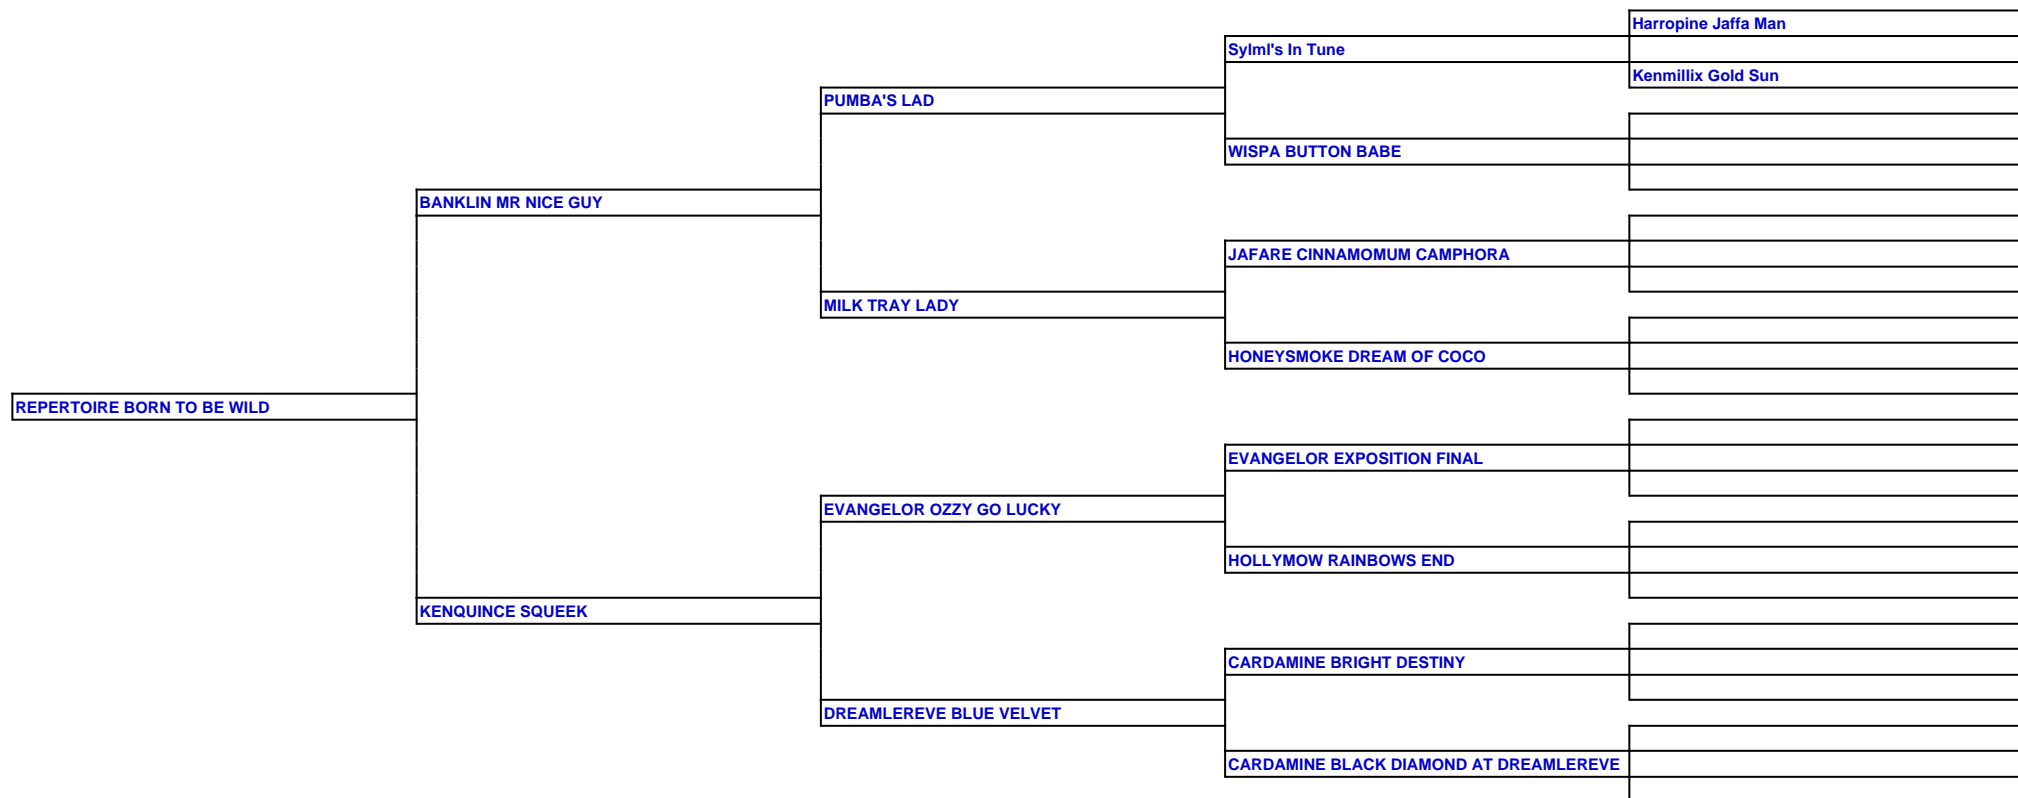 Harropine Jaffa Man
Sylml's In Tune
Kenmillix Gold Sun
PUMBA'S LAD
WISPA BUTTON BABE
BANKLIN MR NICE GUY
JAFARE CINNAMOMUM CAMPHORA
MILK TRAY LADY
HONEYSMOKE DREAM OF COCO
REPERTOIRE BORN TO BE WILD
EVANGELOR EXPOSITION FINAL
EVANGELOR OZZY GO LUCKY
HOLLYMOW RAINBOWS END
KENQUINCE SQUEEK
CARDAMINE BRIGHT DESTINY
DREAMLEREVE BLUE VELVET
CARDAMINE BLACK DIAMOND AT DREAMLEREVE